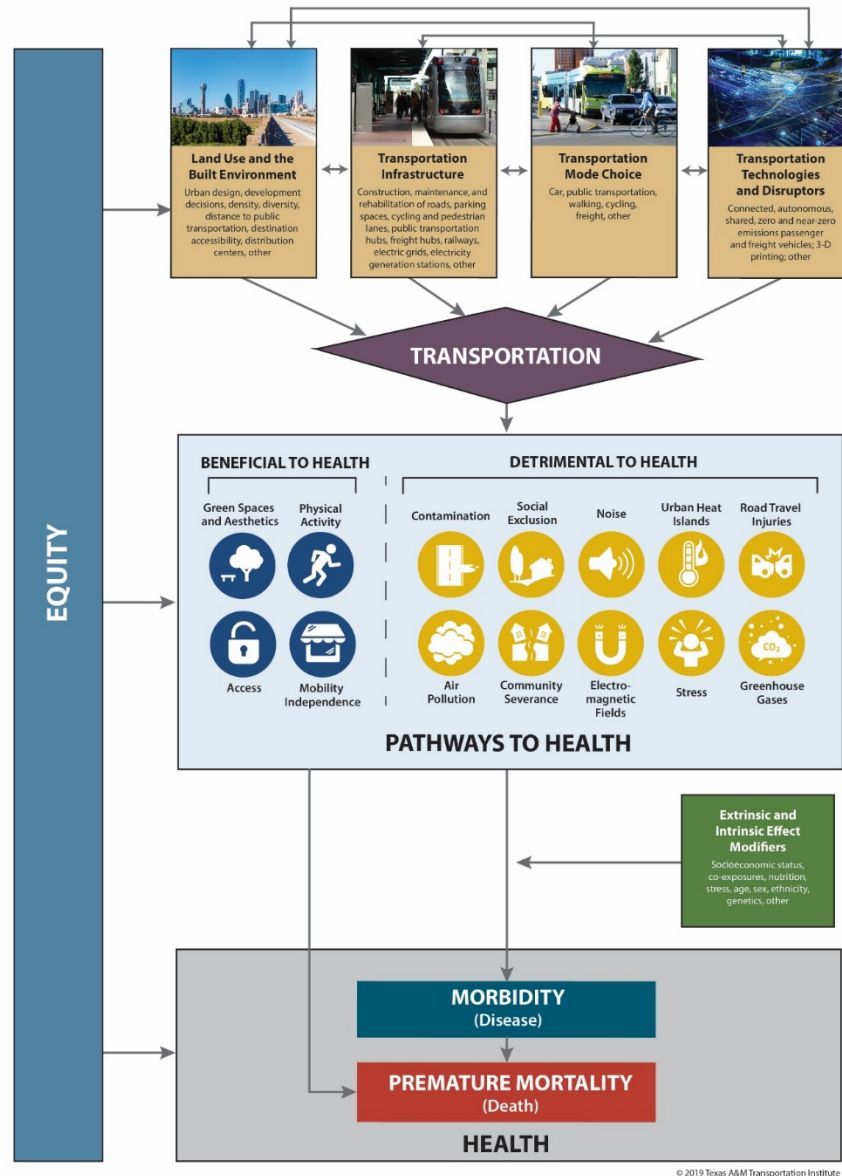 Land Use and the
Built Environment
Urban design, development
decisions, density, diversity,
distance to public
transportation, destination
accessibility, distribution
centers, other
Transportation
Infrastructure
Construction, maintenance, and
rehabilitation of roads, parking
spaces, cycling and pedestrian
lanes, public transportation
hubs, freight hubs, railways,
electric grids, electricity
generation stations, other
Transportation
Mode Choice
Car, public transportation,
walking, cycling,
freight, other
Transportation
Technologies
and Disruptors
Connected, autonomous,
shared, zero and near-zero
emissions passenger
and freight vehicles; 3-D
printing; other
TRANSPORTATION
EQUITY
BENEFICIAL TO HEALTH
Green Spaces
and Aesthetics
Physical
Activity
Access
Mobility
Independence
DETRIMENTAL TO HEALTH
Contamination
Social
Exclusion
Noise
Urban Heat
Islands
Road Travel
Injuries
Air
Pollution
Community
Severance
Electro-
magnetic
Fields
Stress
CO₂
Greenhouse
Gases
PATHWAYS TO HEALTH
Extrinsic and
Intrinsic Effect
Modifiers
Socioeconomic status,
co-exposures, nutrition,
stress, age, sex, ethnicity,
genetics, other
MORBIDITY
(Disease)
PREMATURE MORTALITY
(Death)
HEALTH
© 2019 Texas A&M Transportation Institute